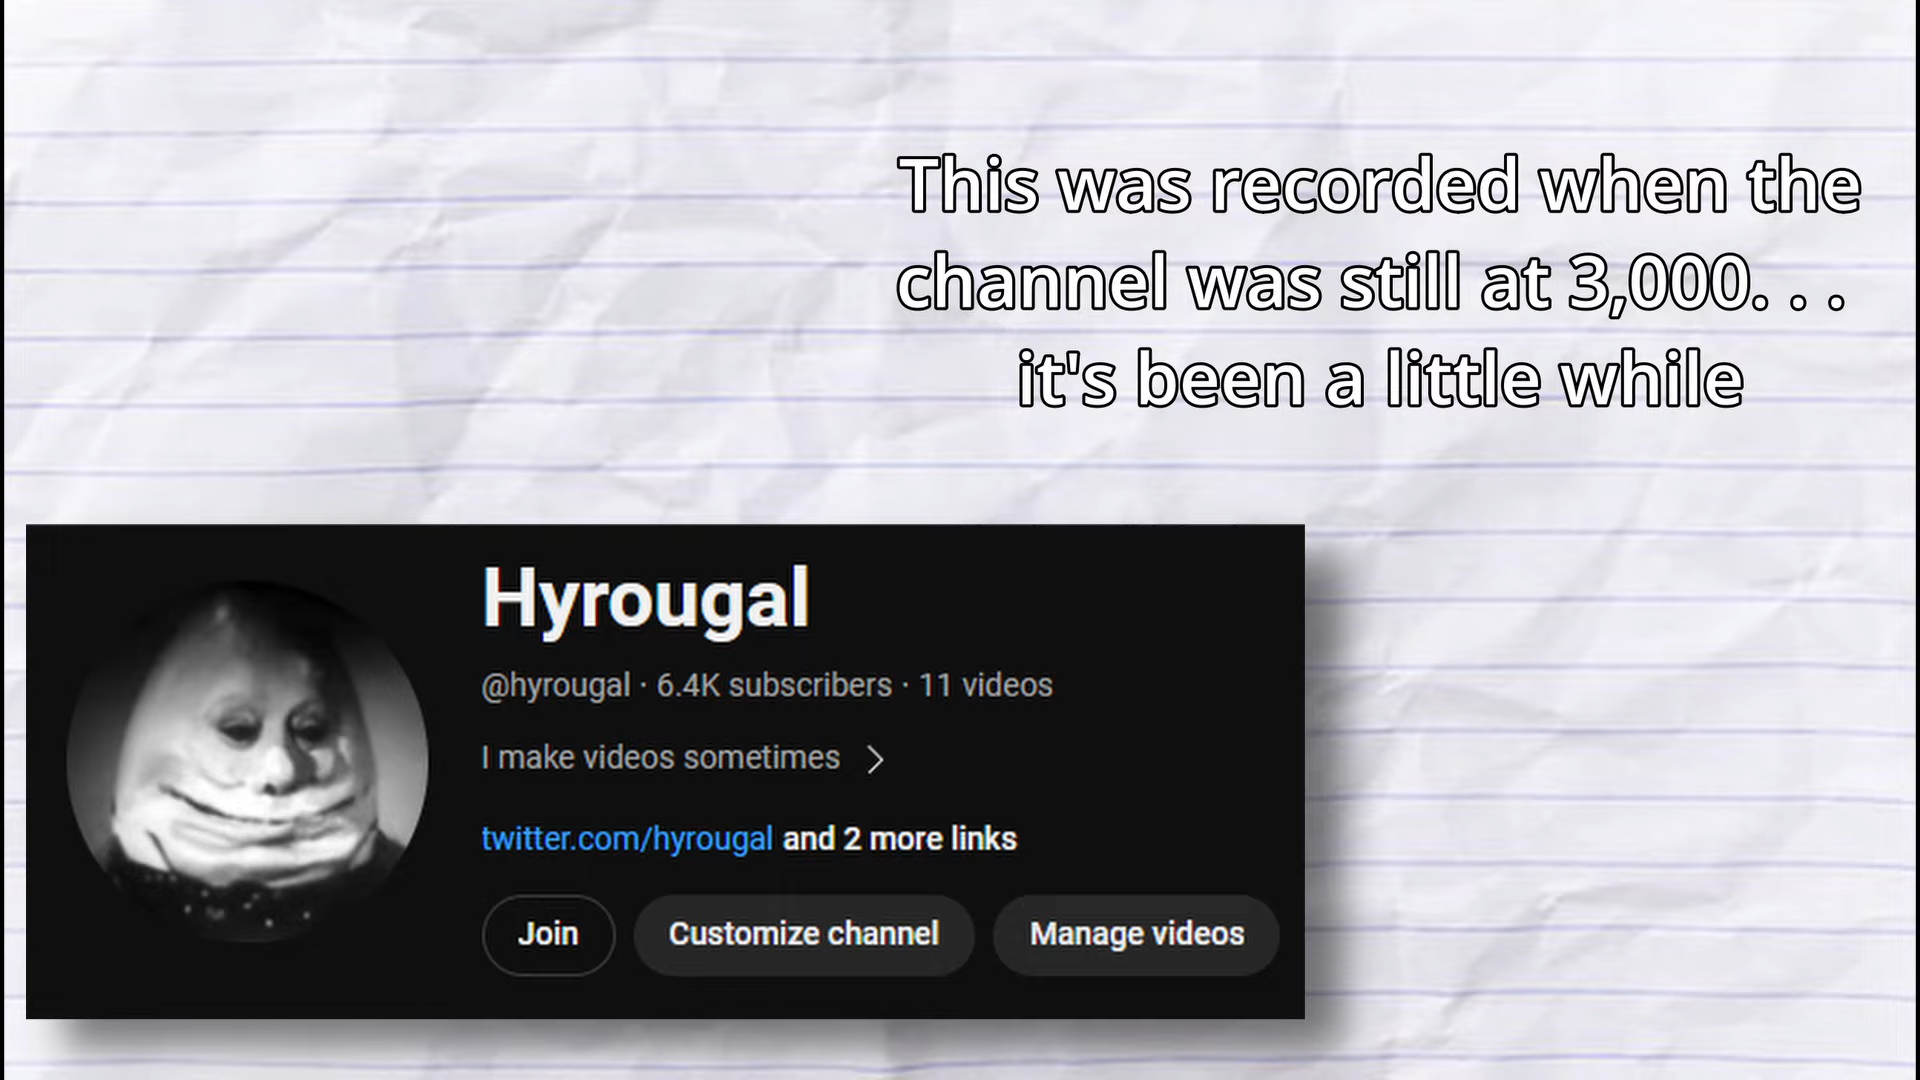 This was recorded when the
channel was still at 3,000. . .
it's been a little while
Hyrougal
@hyrougal · 6.4K subscribers · 11 videos
I make videos sometimes
twitter.com/hyrougal and 2 more links
Join Customize channel Manage videos